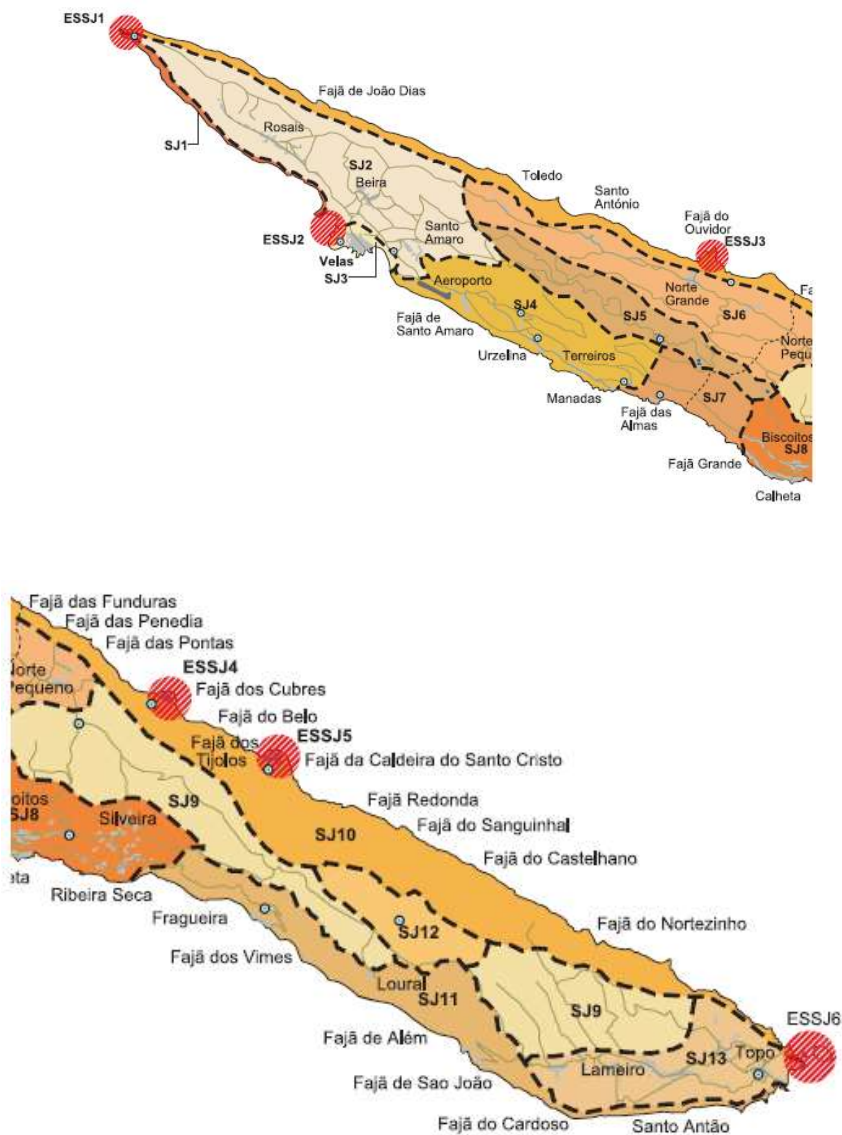 ESSJ1
Fajã de João Dias
Rosais
SJ1
SJ2
Beira
Toledo
Santo
António
Fajã do
Ouvidor
ESSJ3
ESSJ2
Santo
Amaro
Velas
SJ3
Aeroporto
Norte
Grande
Fajã de
Santo Amaro
SJ4
SJ5
SJ6
Urzelina
Terreiros
Manadas
Fajã das
Almas
SJ7
Biscoitos
SJ8
Fajã Grande
Calheta
Fajã das Funduras
Fajã das Penedia
Fajã das Pontas
ESSJ4
Fajã dos Cubres
Fajã do Belo
Fajã dos
Tijolos
ESSJ5
Fajã da Caldeira do Santo Cristo
SJ9
Silveira
SJ8
SJ10
Fajã Redonda
Fajã do Sanguinhal
Fajã do Castelhano
Ribeira Seca
Fragueira
SJ12
Fajã do Nortezinho
Fajã dos Vimes
Loural
SJ11
SJ9
ESSJ6
Fajã de Além
SJ13
Topo
Lameiro
Fajã de Sao João
Fajã do Cardoso
Santo Antão